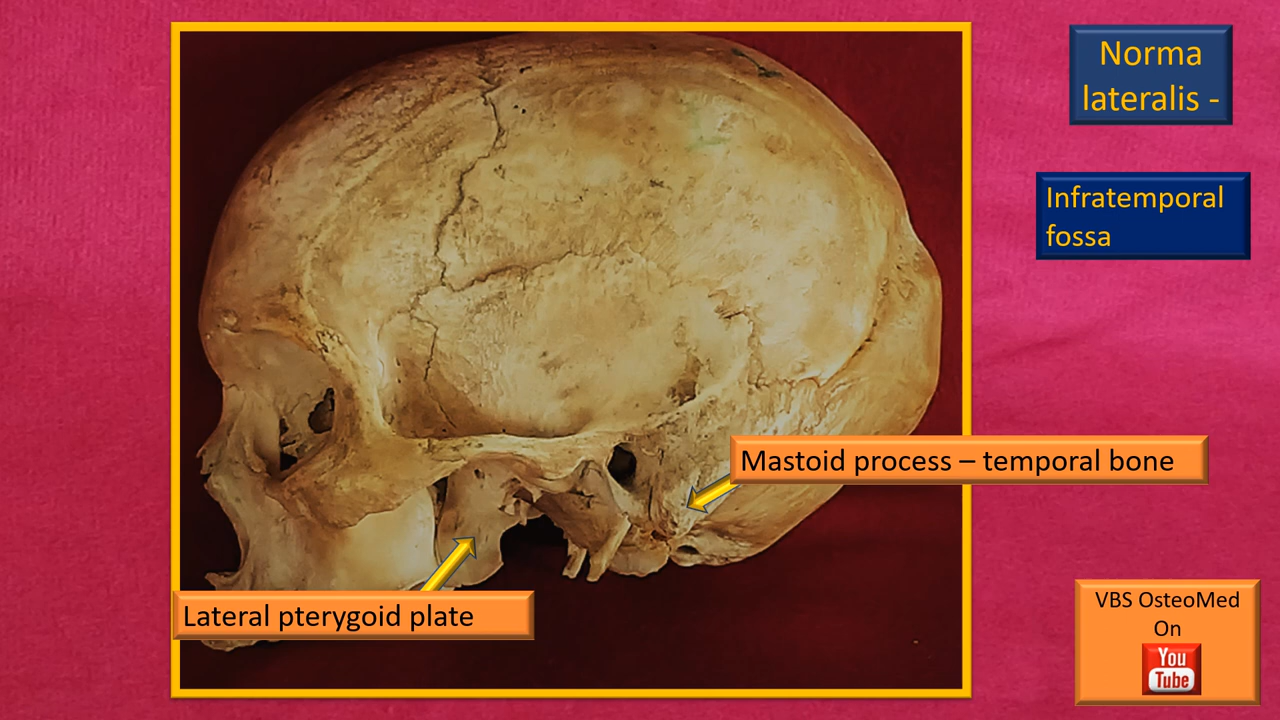 Norma
lateralis -
Infratemporal
fossa
Mastoid process – temporal bone
Lateral pterygoid plate
VBS OsteoMed
On
You
Tube